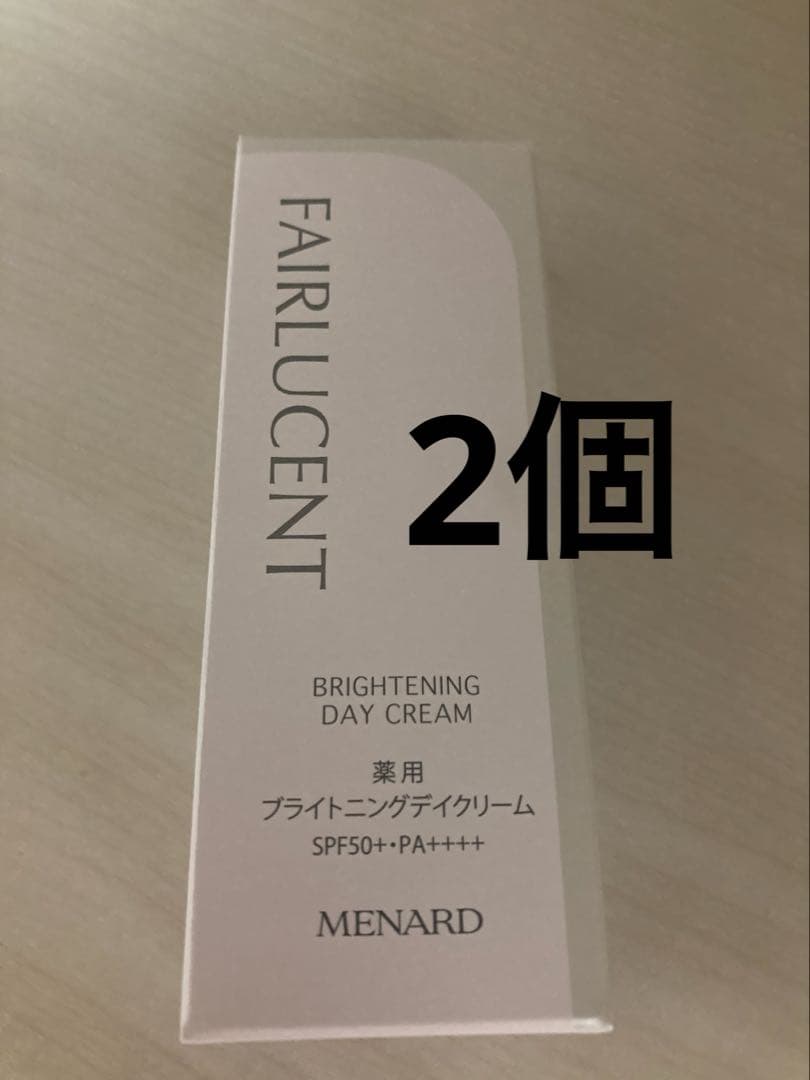 FAIRLUCENT
2個
BRIGHTENING
DAY CREAM
薬用
ブライトニングデイクリーム
SPF50+・PA++++
MENARD